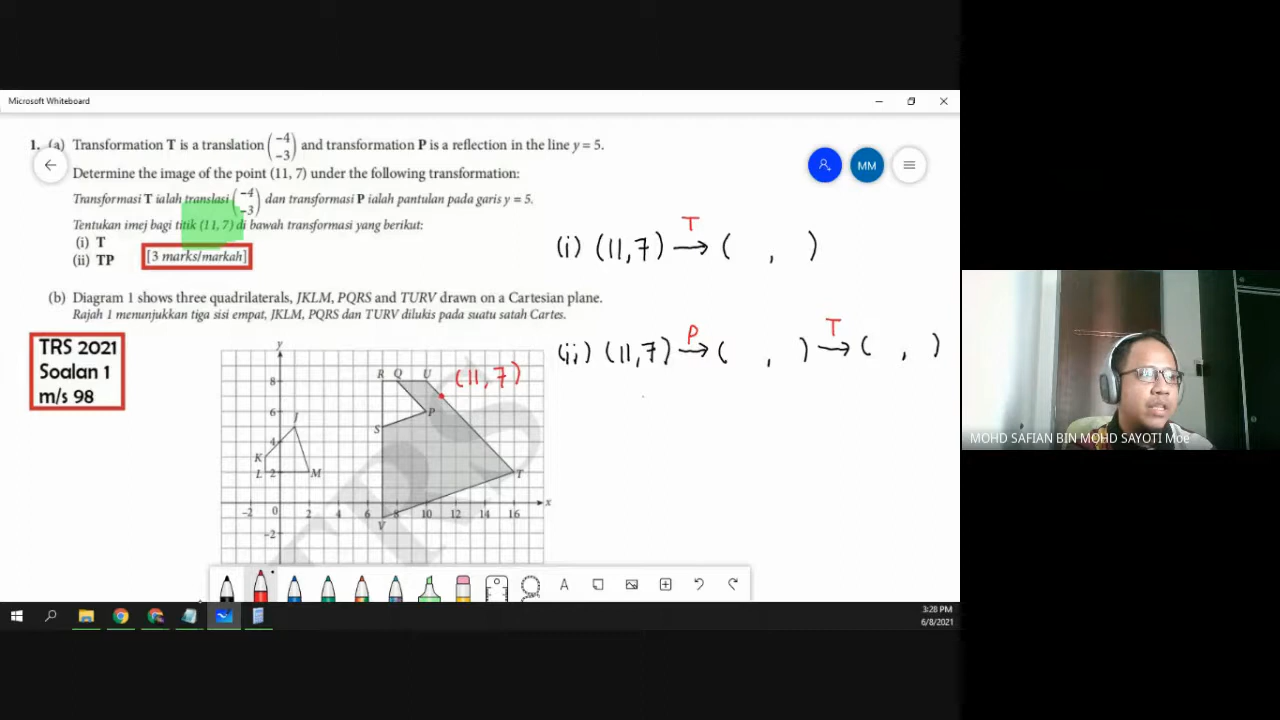 Microsoft Whiteboard
1. (a) Transformation T is a translation (−4 −3) and transformation P is a reflection in the line y = 5.
Determine the image of the point (11, 7) under the following transformation:
Transformasi T ialah translasi (−4 −3) dan transformasi P ialah pantulan pada garis y = 5.
Tentukan imej bagi titik (11, 7) di bawah transformasi yang berikut:
(i) T
(ii) TP
[3 marks/markah]
(b) Diagram 1 shows three quadrilaterals, JKLM, PQRS and TURV drawn on a Cartesian plane.
Rajah 1 menunjukkan tiga sisi empat, JKLM, PQRS dan TURV dilukis pada suatu satah Cartes.
TRS 2021
Soalan 1
m/s 98
y
8
R Q U
(11,7)
6
P
J
S
4
K
L 2 M
T
−2 0 2 4 6 8 10 12 14 16 x
V
−2
TRS
T
(i) (11,7) → ( , )
P T
(ii) (11,7) → ( , ) → ( , )
MM
A
MOHD SAFIAN BIN MOHD SAYOTI Moe
3:28 PM
6/8/2021